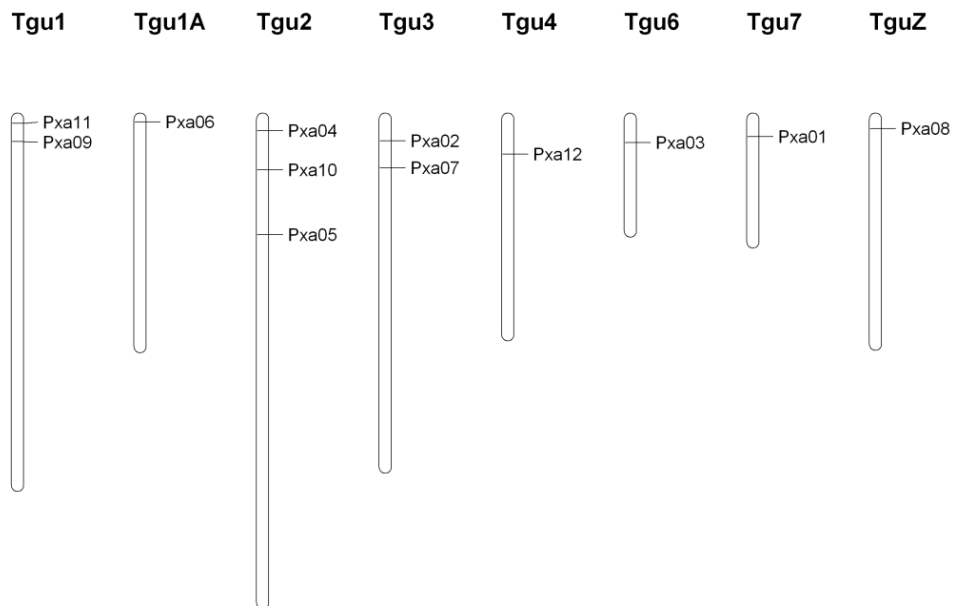 Tgu1 Tgu1A Tgu2 Tgu3 Tgu4 Tgu6 Tgu7 TguZ
Pxa11 Pxa06 Pxa08
Pxa04
Pxa01
Pxa09 Pxa02 Pxa03
Pxa12
Pxa10 Pxa07
Pxa05